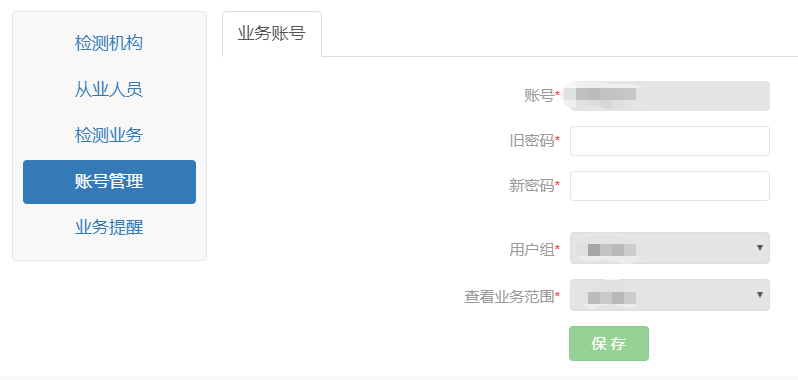 检测机构
从业人员
检测业务
账号管理
业务提醒
业务账号
账号*
旧密码*
新密码*
用户组*
查看业务范围*
保存